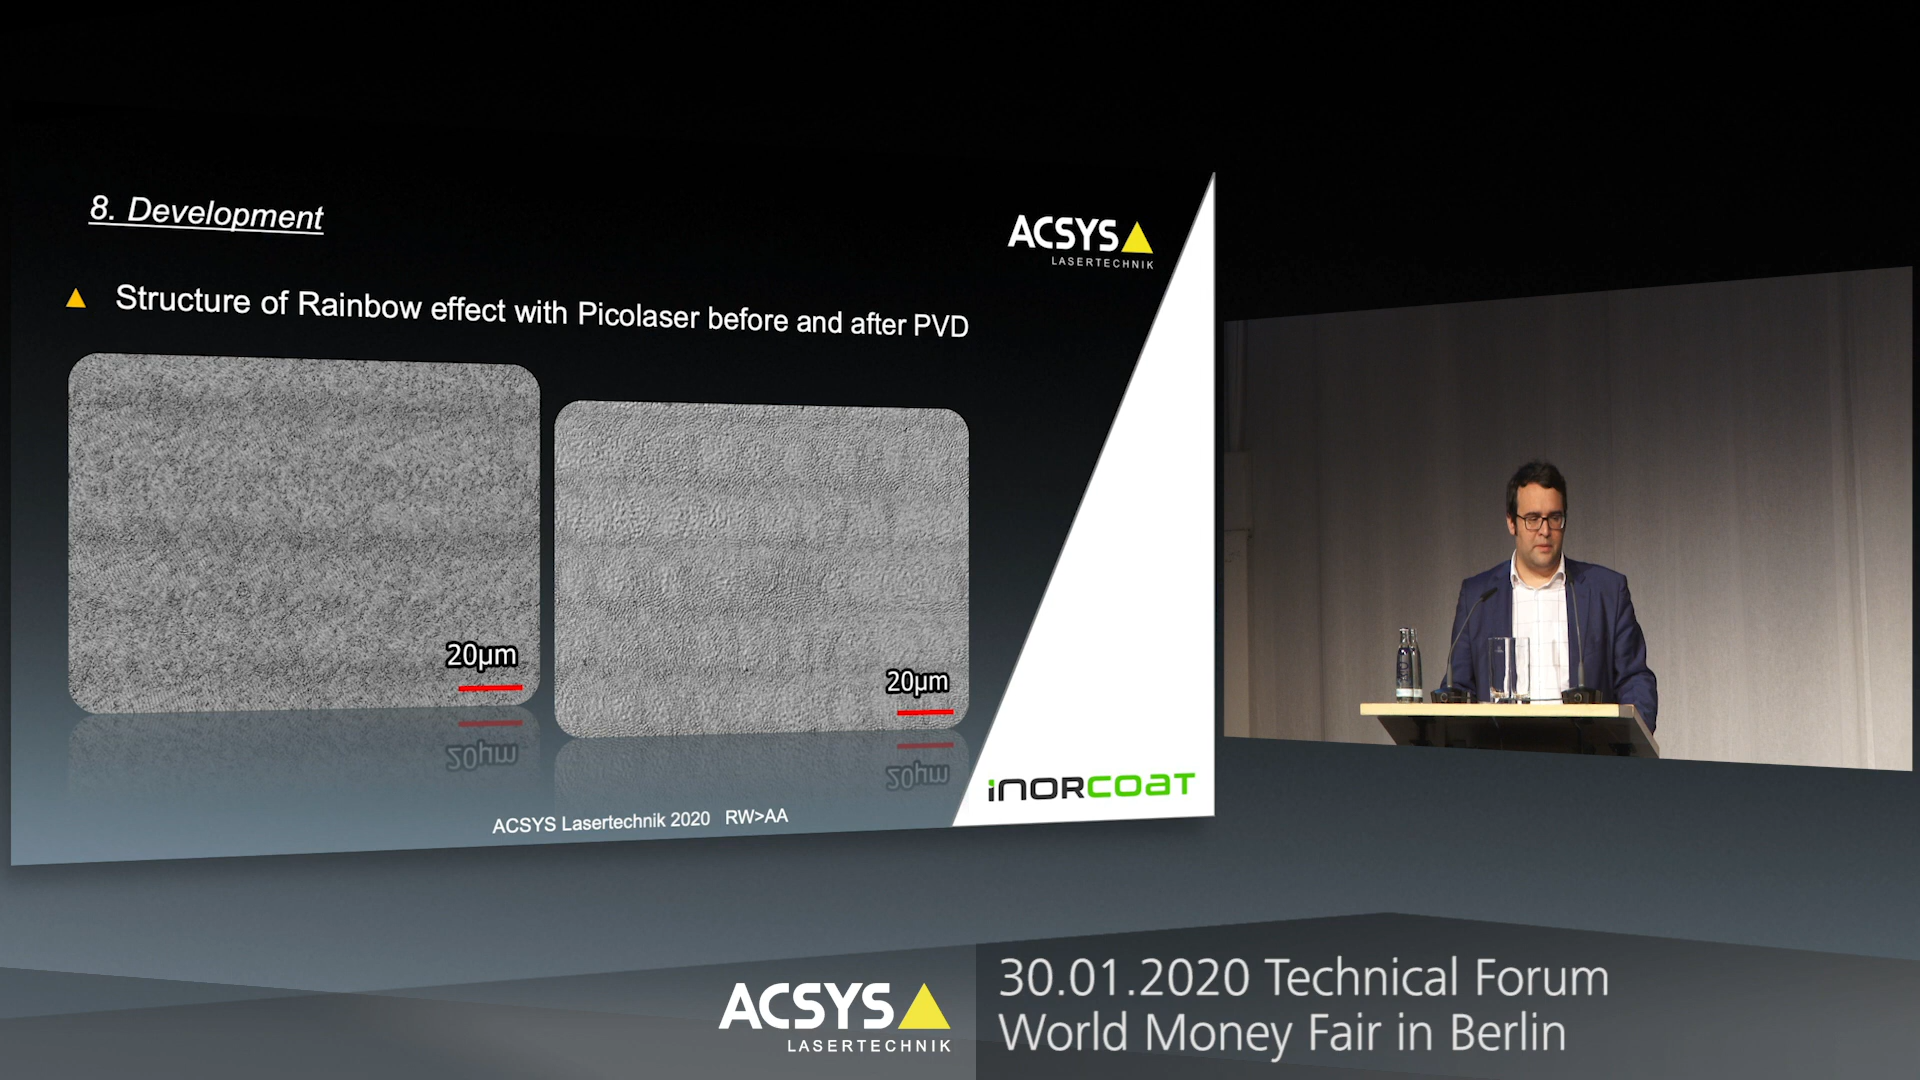 8. Development
ACSYS
LASERTECHNIK
Structure of Rainbow effect with Picolaser before and after PVD
20µm
20µm
iNORCOaT
ACSYS Lasertechnik 2020 RW>AA
ACSYS
LASERTECHNIK
30.01.2020 Technical Forum
World Money Fair in Berlin